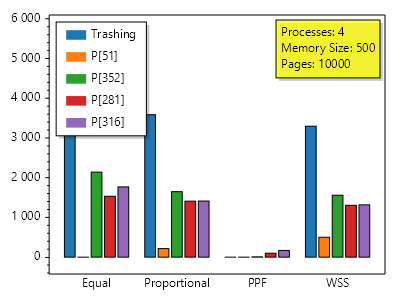 6 000
5 000
4 000
3 000
2 000
1 000
0
Trashing
P[51]
P[352]
P[281]
P[316]
Processes: 4
Memory Size: 500
Pages: 10000
Equal
Proportional
PPF
WSS